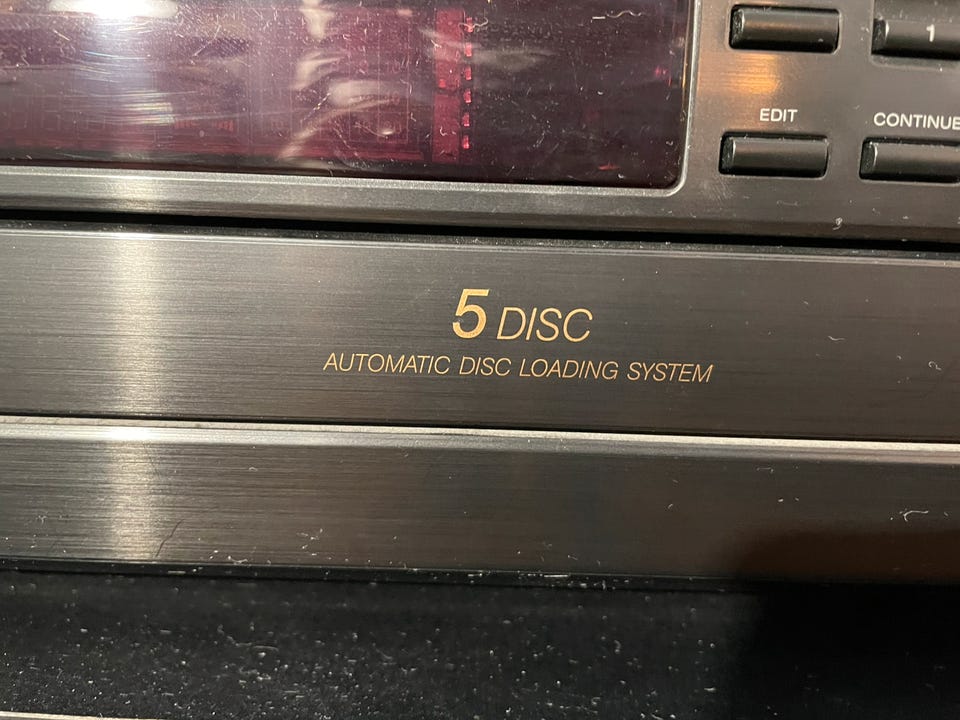 1
EDIT
CONTINUE
5 DISC
AUTOMATIC DISC LOADING SYSTEM